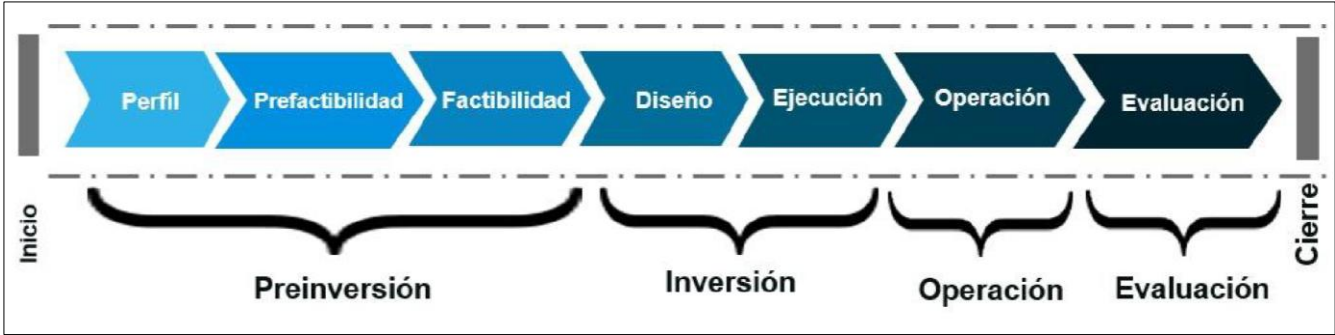 Inicio
Perfil
Prefactibilidad
Factibilidad
Diseño
Ejecución
Operación
Evaluación
Cierre
Preinversión
Inversión
Operación
Evaluación